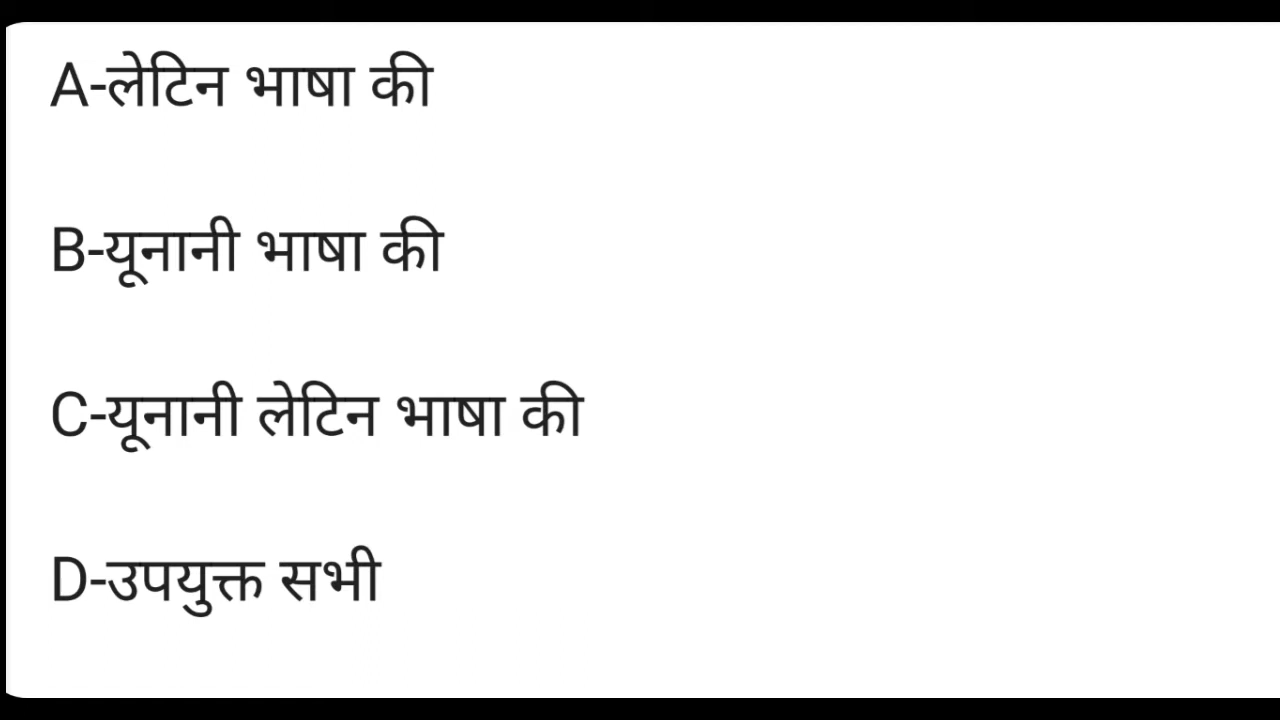 A-लेटिन भाषा की
B-यूनानी भाषा की
C-यूनानी लेटिन भाषा की
D-उपयुक्त सभी